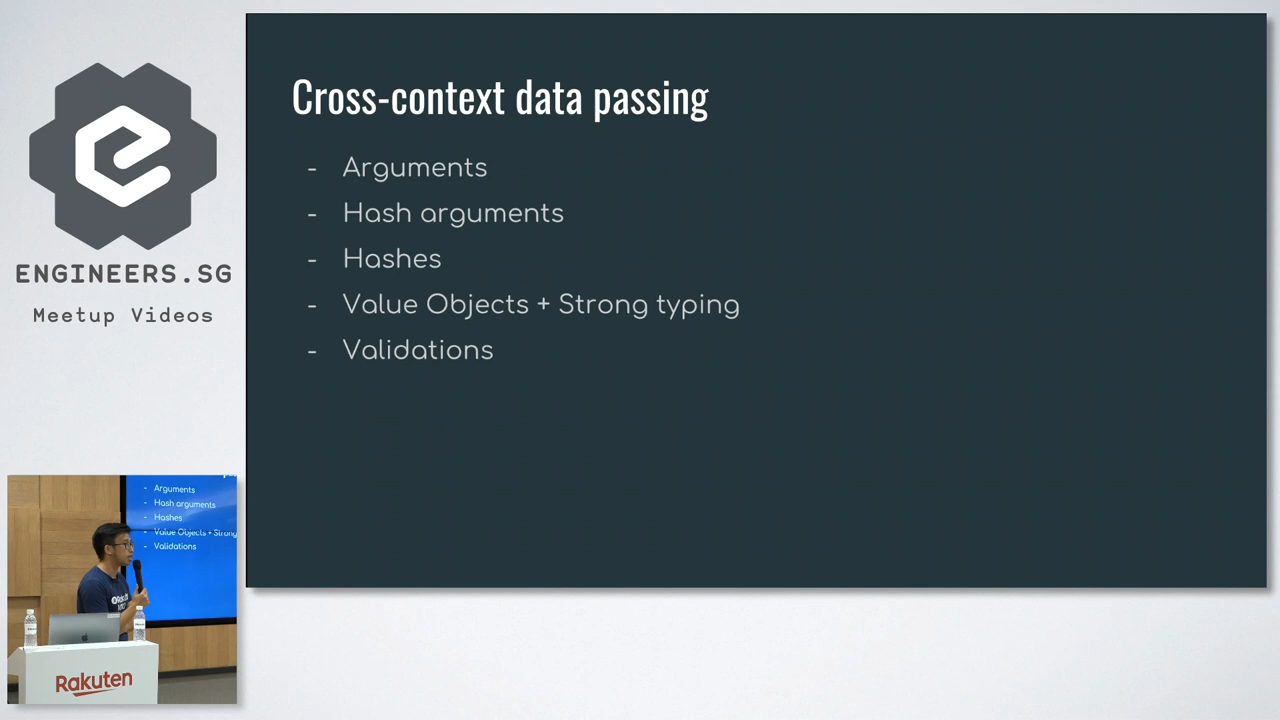 Cross-context data passing
- Arguments
- Hash arguments
- Hashes
- Value Objects + Strong typing
- Validations
ENGINEERS.SG
Meetup Videos
- Arguments
- Hash arguments
- Hashes
- Value Objects + Strong
- Validations
Rakuten